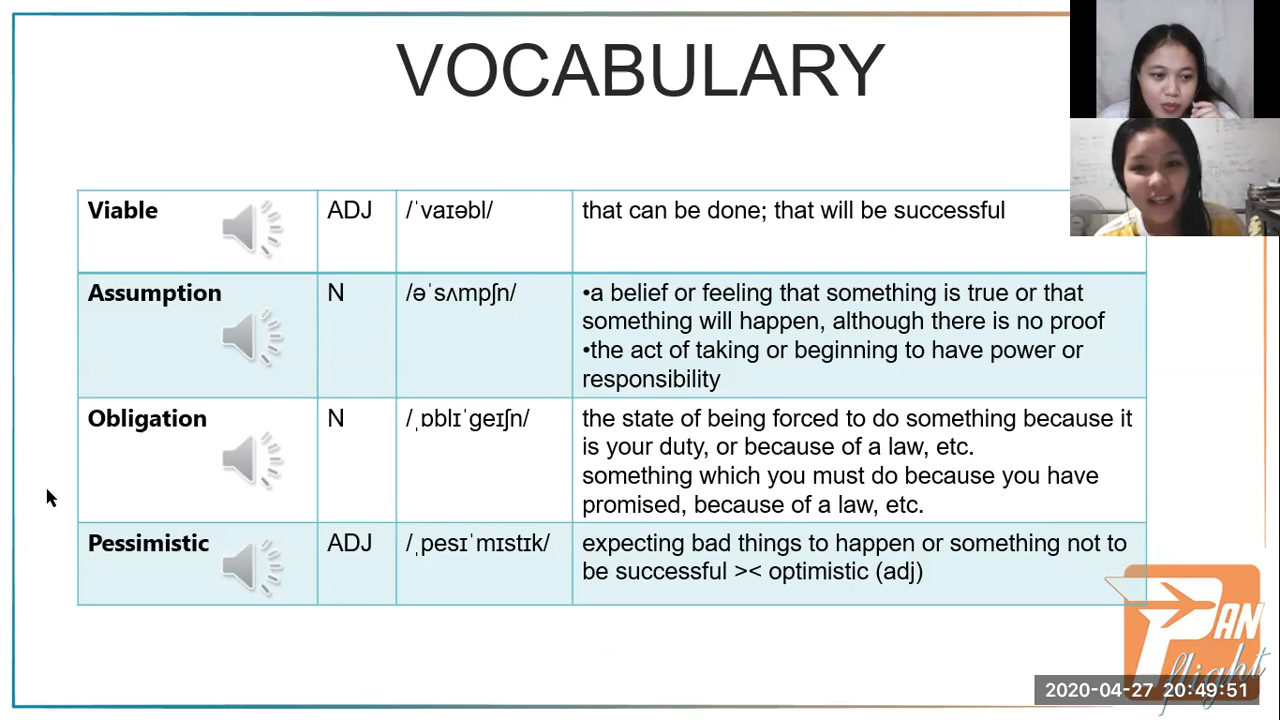 VOCABULARY
Viable ADJ /ˈvaɪəbl/ that can be done; that will be successful
Assumption N /əˈsʌmpʃn/ •a belief or feeling that something is true or that
something will happen, although there is no proof
•the act of taking or beginning to have power or
responsibility
Obligation N /ˌɒblɪˈɡeɪʃn/ the state of being forced to do something because it
is your duty, or because of a law, etc.
something which you must do because you have
promised, because of a law, etc.
Pessimistic ADJ /ˌpesɪˈmɪstɪk/ expecting bad things to happen or something not to
be successful >< optimistic (adj)
PAN
flight
2020-04-27 20:49:51